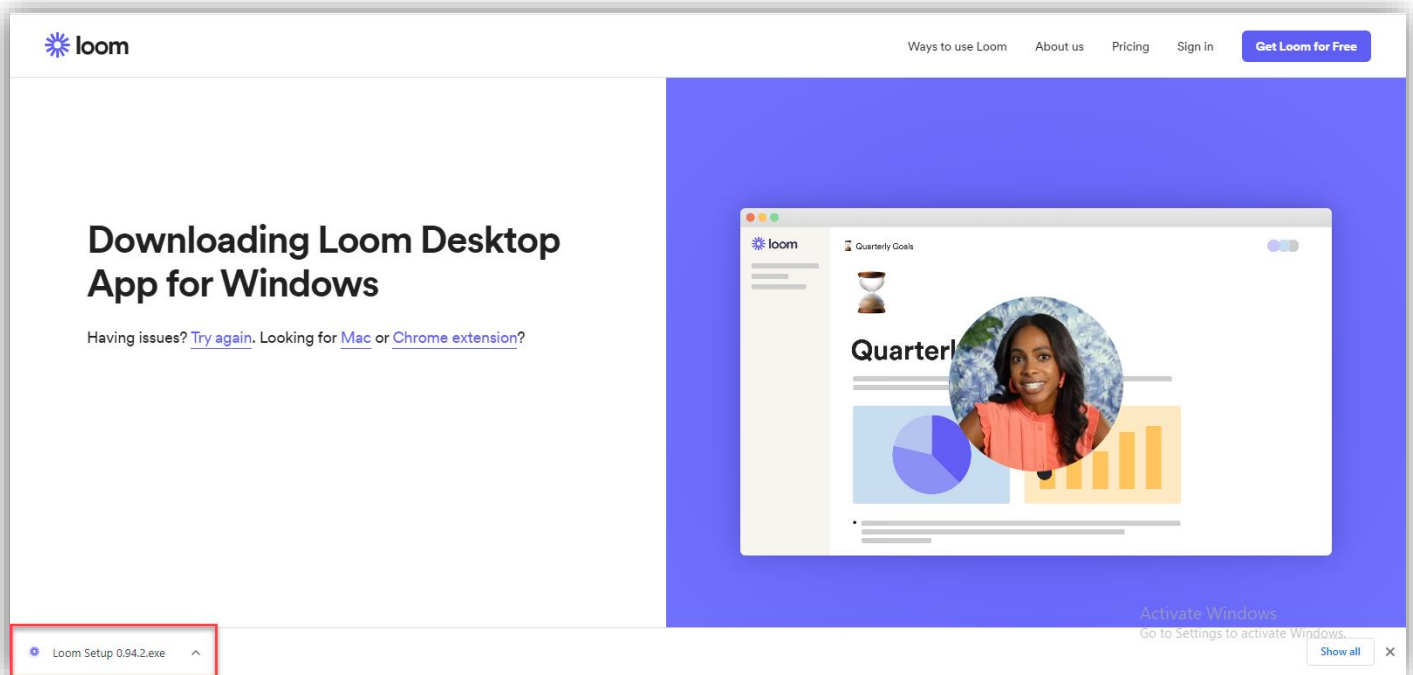 loom
Ways to use Loom About us Pricing Sign in Get Loom for Free
Downloading Loom Desktop
App for Windows
Having issues? Try again. Looking for Mac or Chrome extension?
loom
Quarterly Goals
Quarterl
Activate Windows
Go to Settings to activate Windows.
Loom Setup 0.94.2.exe
Show all